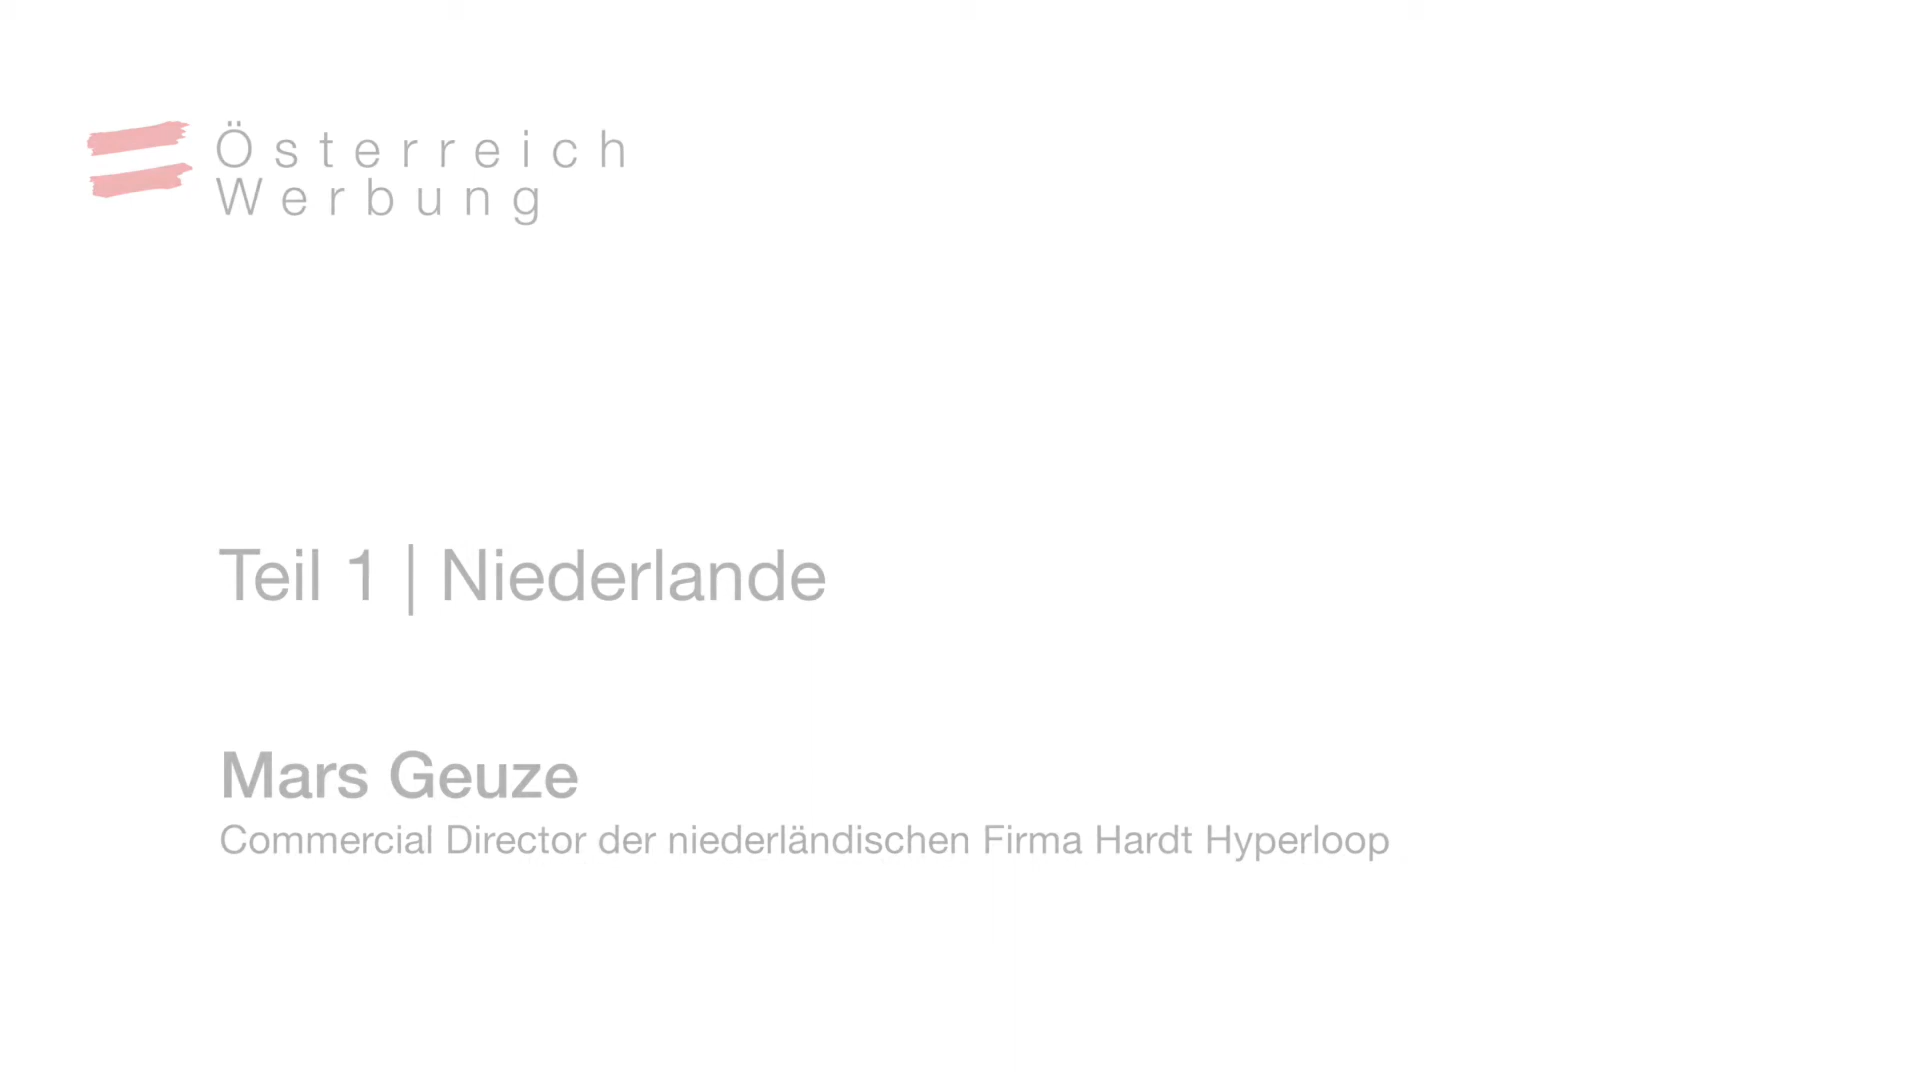 Österreich
Werbung
Teil 1 | Niederlande
Mars Geuze
Commercial Director der niederländischen Firma Hardt Hyperloop